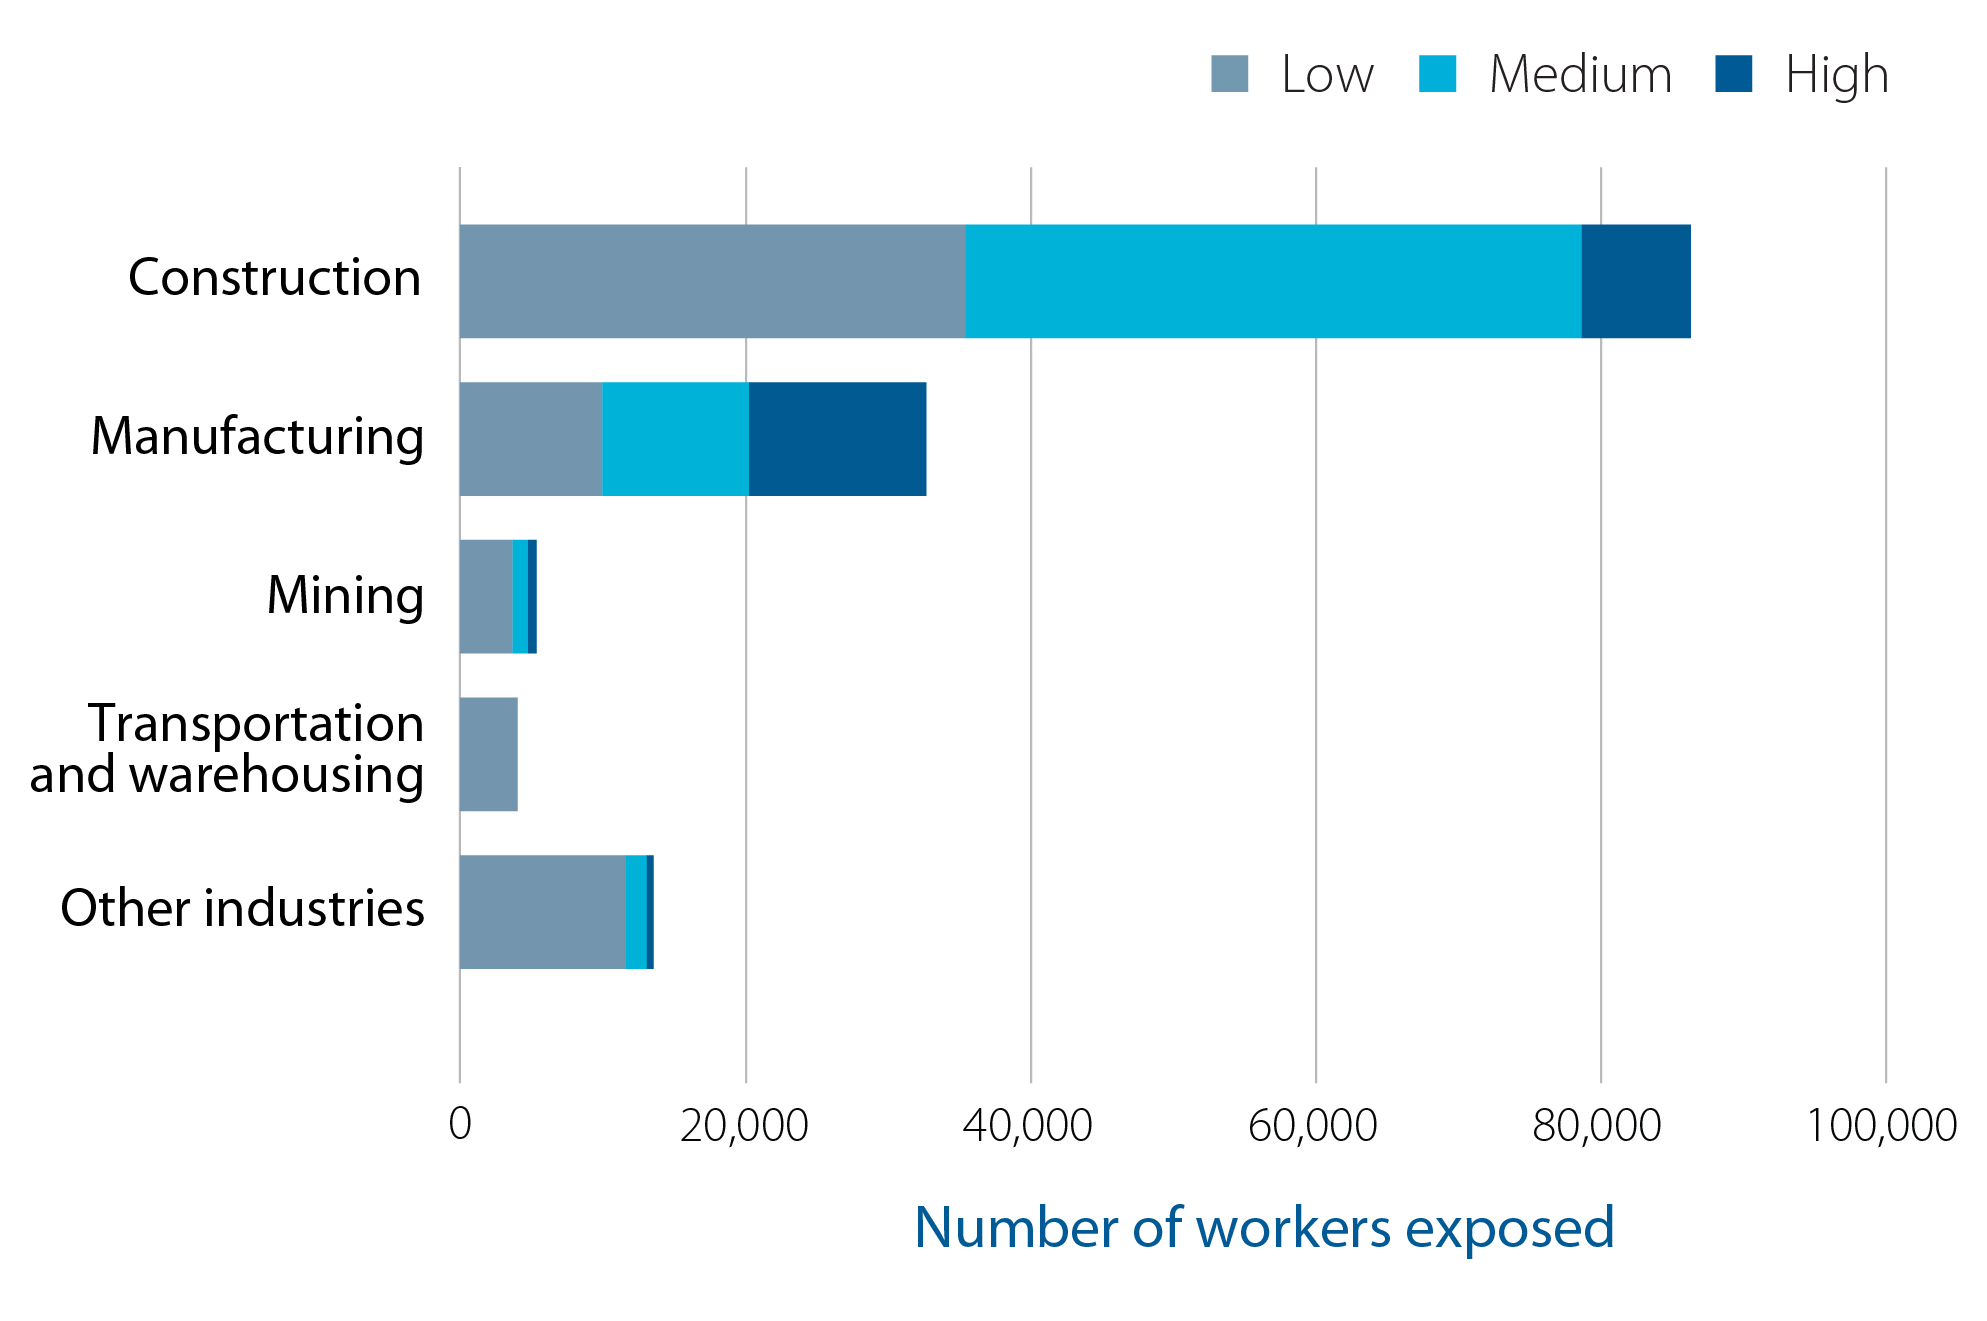 Low Medium High
Construction
Manufacturing
Mining
Transportation
and warehousing
Other industries
0 20,000 40,000 60,000 80,000 100,000
Number of workers exposed